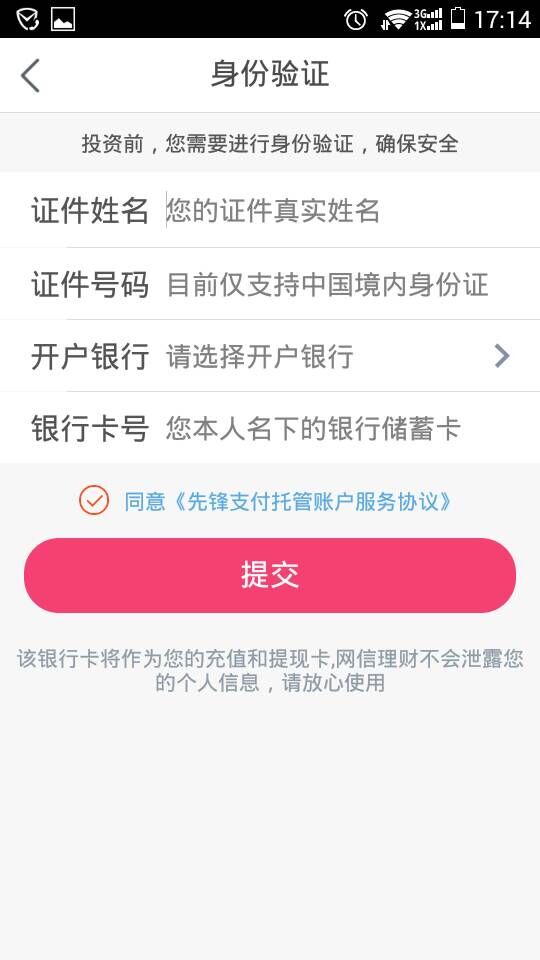 3G
1X
17:14
身份验证
投资前，您需要进行身份验证，确保安全
证件姓名 您的证件真实姓名
证件号码 目前仅支持中国境内身份证
开户银行 请选择开户银行
银行卡号 您本人名下的银行储蓄卡
同意《先锋支付托管账户服务协议》
提交
该银行卡将作为您的充值和提现卡,网信理财不会泄露您
的个人信息，请放心使用